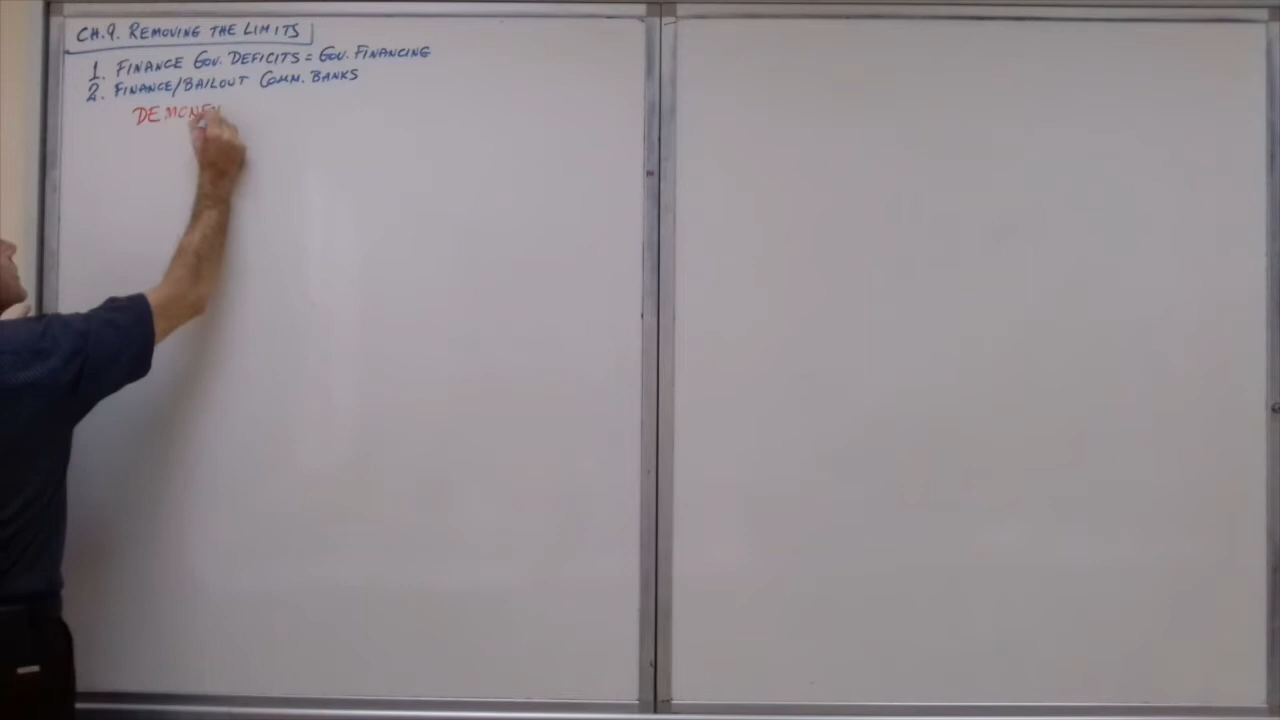 CH.9. REMOVING THE LIMITS
1. FINANCE GOV. DEFICITS = GOV. FINANCING
2. FINANCE/BAILOUT COMM. BANKS